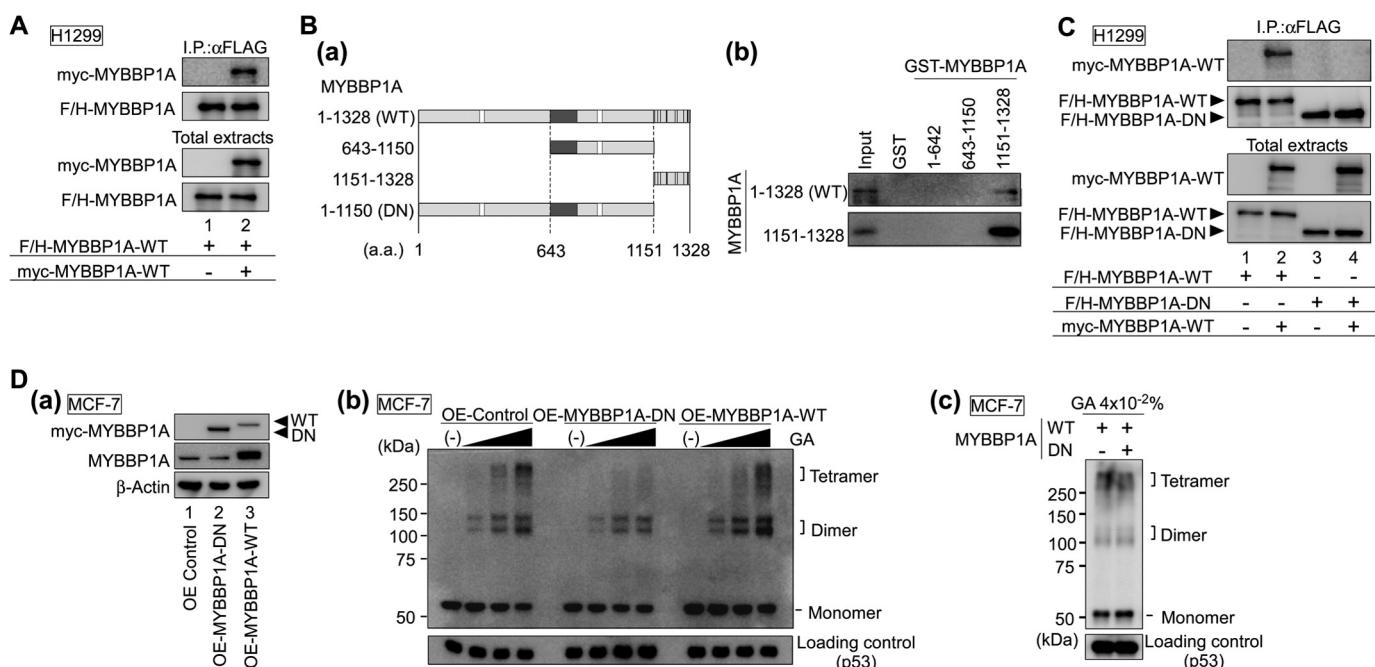 A
H1299
I.P.:αFLAG
myc-MYBBP1A
F/H-MYBBP1A
Total extracts
myc-MYBBP1A
F/H-MYBBP1A
1 2
F/H-MYBBP1A-WT + +
myc-MYBBP1A-WT - +
B
(a)
MYBBP1A
1-1328 (WT)
643-1150
1151-1328
1-1150 (DN)
(a.a.) 1 643 1151 1328
(b)
GST-MYBBP1A
Input
GST
1-642
643-1150
1151-1328
MYBBP1A
1-1328 (WT)
1151-1328
C
H1299
I.P.:αFLAG
myc-MYBBP1A-WT
F/H-MYBBP1A-WT
F/H-MYBBP1A-DN
Total extracts
myc-MYBBP1A-WT
F/H-MYBBP1A-WT
F/H-MYBBP1A-DN
1 2 3 4
F/H-MYBBP1A-WT + + - -
F/H-MYBBP1A-DN - - + +
myc-MYBBP1A-WT - + - +
D
(a) MCF-7
myc-MYBBP1A
WT
DN
MYBBP1A
β-Actin
1 2 3
OE Control
OE-MYBBP1A-DN
OE-MYBBP1A-WT
(b) MCF-7
OE-Control OE-MYBBP1A-DN OE-MYBBP1A-WT
(-) (-) (-) GA
(kDa)
250
150
100
75
50
Tetramer
Dimer
Monomer
Loading control
(p53)
(c) MCF-7
GA 4x10-2%
MYBBP1A
WT + +
DN - +
250
150
100
75
50
(kDa)
Tetramer
Dimer
Monomer
Loading control
(p53)